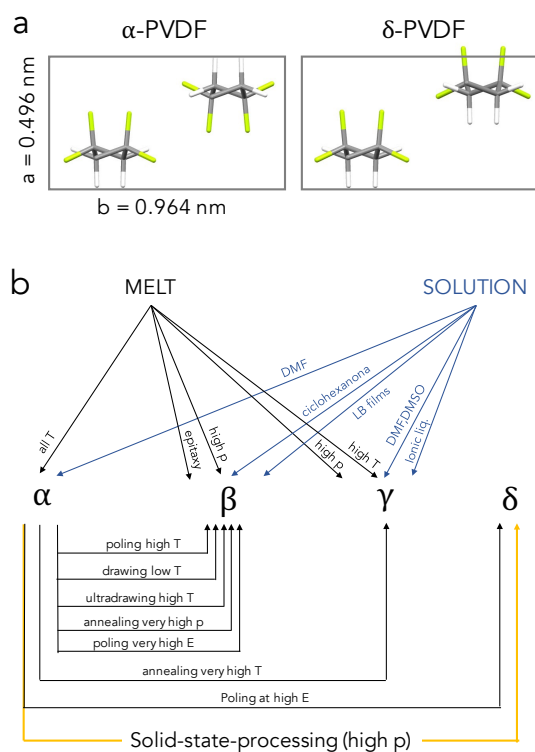 a
α-PVDF
δ-PVDF
a = 0.496 nm
b = 0.964 nm
b
MELT
SOLUTION
DMF
ciclohexanona
LB films
DMF,DMSO
Ionic liq.
all T
epitaxy
high p
high p
high T
α
β
γ
δ
poling high T
drawing low T
ultradrawing high T
annealing very high p
poling very high E
annealing very high T
Poling at high E
Solid-state-processing (high p)